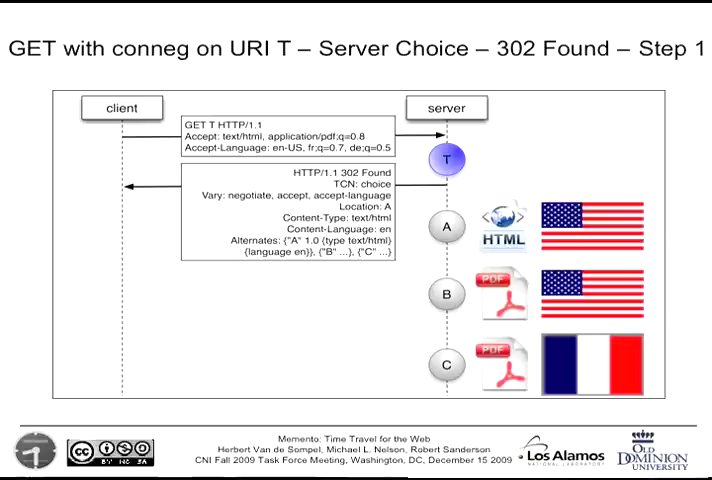 GET with conneg on URI T – Server Choice – 302 Found – Step 1
client
server
GET T HTTP/1.1
Accept: text/html, application/pdf;q=0.8
Accept-Language: en-US, fr;q=0.7, de;q=0.5
T
HTTP/1.1 302 Found
TCN: choice
Vary: negotiate, accept, accept-language
Location: A
Content-Type: text/html
Content-Language: en
Alternates: {"A" 1.0 {type text/html}
{language en}}, {"B" ...}, {"C" ...}
A
HTML
B
PDF
C
PDF
Memento: Time Travel for the Web
Herbert Van de Sompel, Michael L. Nelson, Robert Sanderson
CNI Fall 2009 Task Force Meeting, Washington, DC, December 15 2009
cc
BY NC SA
Los Alamos
NATIONAL LABORATORY
OLD
DOMINION
UNIVERSITY